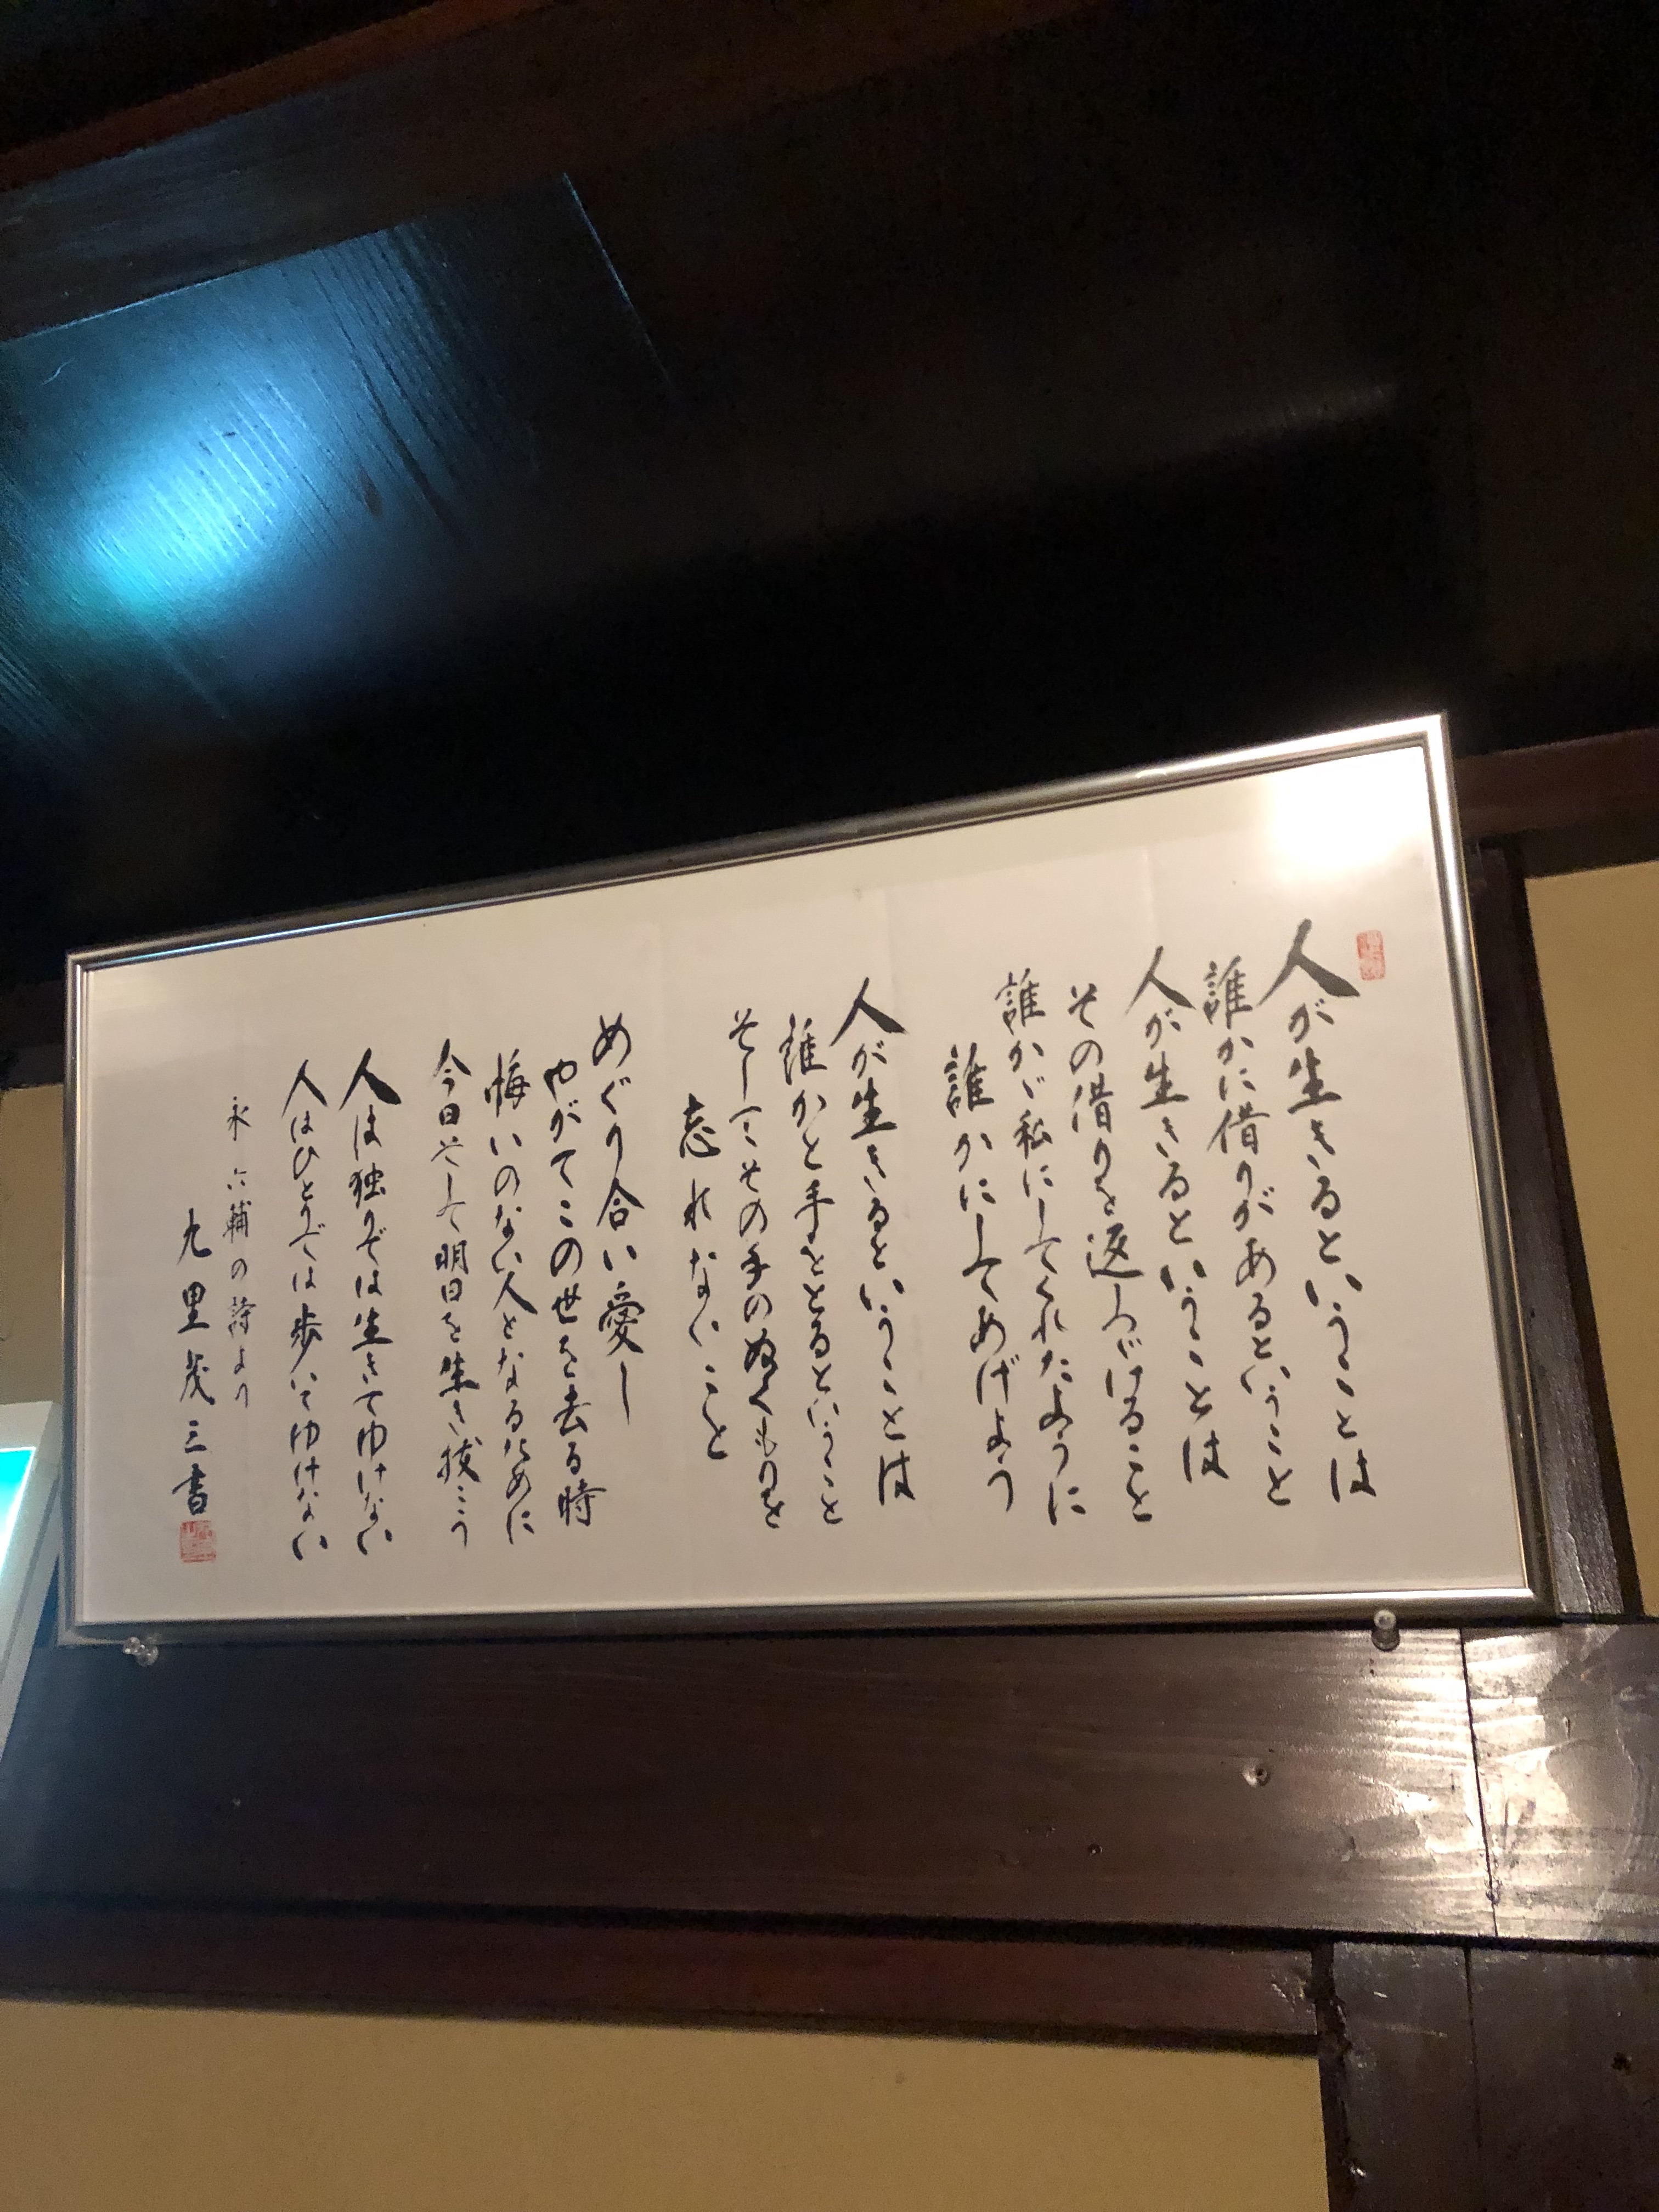 人が生きるということは
誰かに借りがあるということ
人が生きるということは
その借りを返しつづけること
誰かが私にしてくれたように
誰かにしてあげよう
人が生きるということは
誰かと手をとるということ
そしてその手のぬくもりを
忘れないこと
めぐり合い愛し
やがてこの世を去る時
悔いのない人となるために
今日そして明日を生き抜こう
人は独りでは生きてゆけない
人はひとりでは歩いてゆけない
永 六輔の詩より
九里茂三書